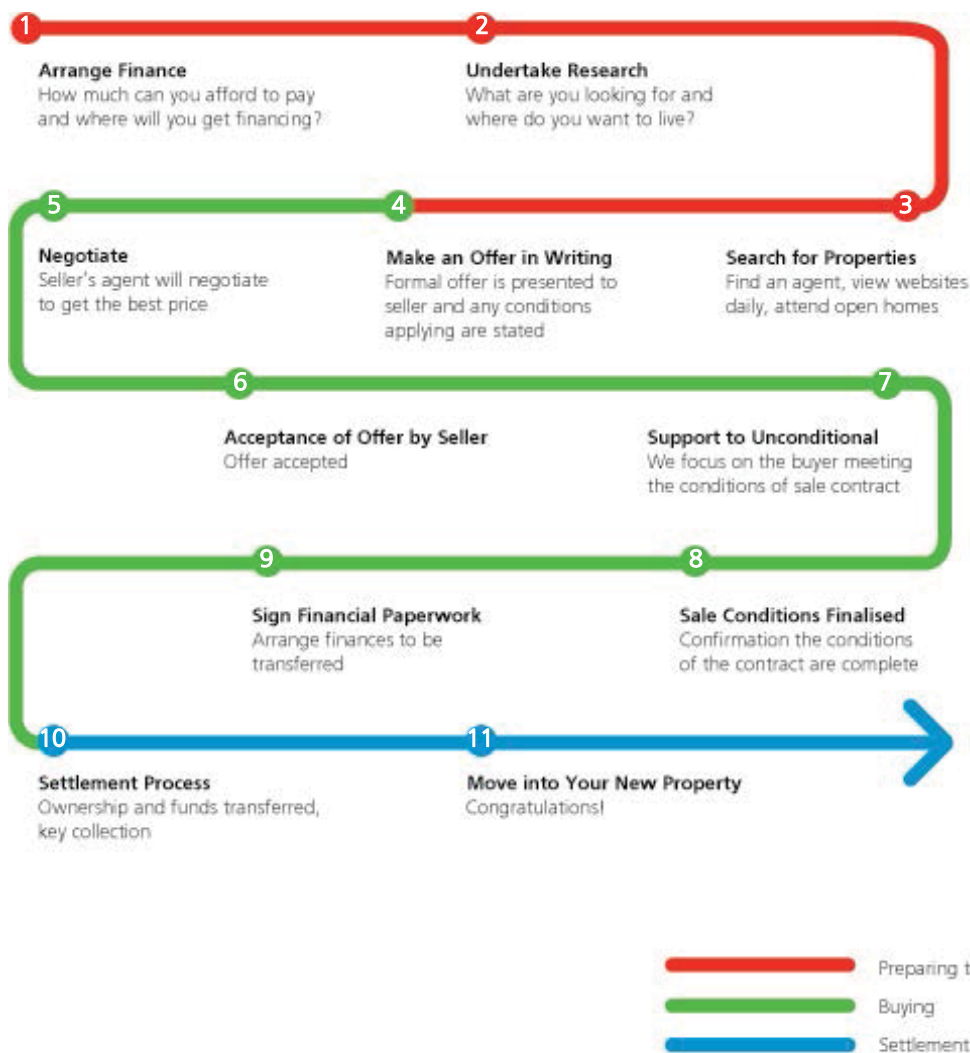 1
2
Arrange Finance
How much can you afford to pay
and where will you get financing?
Undertake Research
What are you looking for and
where do you want to live?
5
4
3
Negotiate
Seller's agent will negotiate
to get the best price
Make an Offer in Writing
Formal offer is presented to
seller and any conditions
applying are stated
Search for Properties
Find an agent, view websites
daily, attend open homes
6
7
Acceptance of Offer by Seller
Offer accepted
Support to Unconditional
We focus on the buyer meeting
the conditions of sale contract
9
8
Sign Financial Paperwork
Arrange finances to be
transferred
Sale Conditions Finalised
Confirmation the conditions
of the contract are complete
10
11
Settlement Process
Ownership and funds transferred,
key collection
Move into Your New Property
Congratulations!
Preparing t
Buying
Settlement